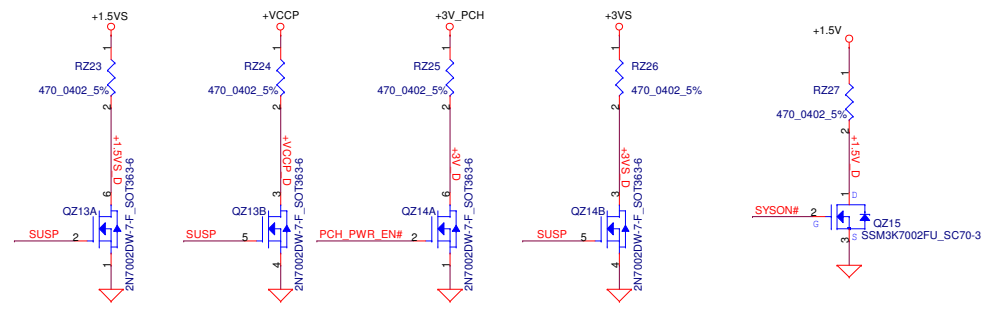 +1.5VS
1
RZ23
470_0402_5%
2
+1.5VS_D
6
QZ13A
SUSP
2
1
2N7002DW-7-F_SOT363-6
+VCCP
1
RZ24
470_0402_5%
2
+VCCP_D
3
QZ13B
SUSP
5
4
2N7002DW-7-F_SOT363-6
+3V_PCH
1
RZ25
470_0402_5%
2
+3V_D
6
QZ14A
PCH_PWR_EN#
2
1
2N7002DW-7-F_SOT363-6
+3VS
1
RZ26
470_0402_5%
2
+3VS_D
3
QZ14B
SUSP
5
4
2N7002DW-7-F_SOT363-6
+1.5V
1
RZ27
470_0402_5%
2
+1.5V_D
1
D
SYSON#
2
G
QZ15
S
3
SSM3K7002FU_SC70-3